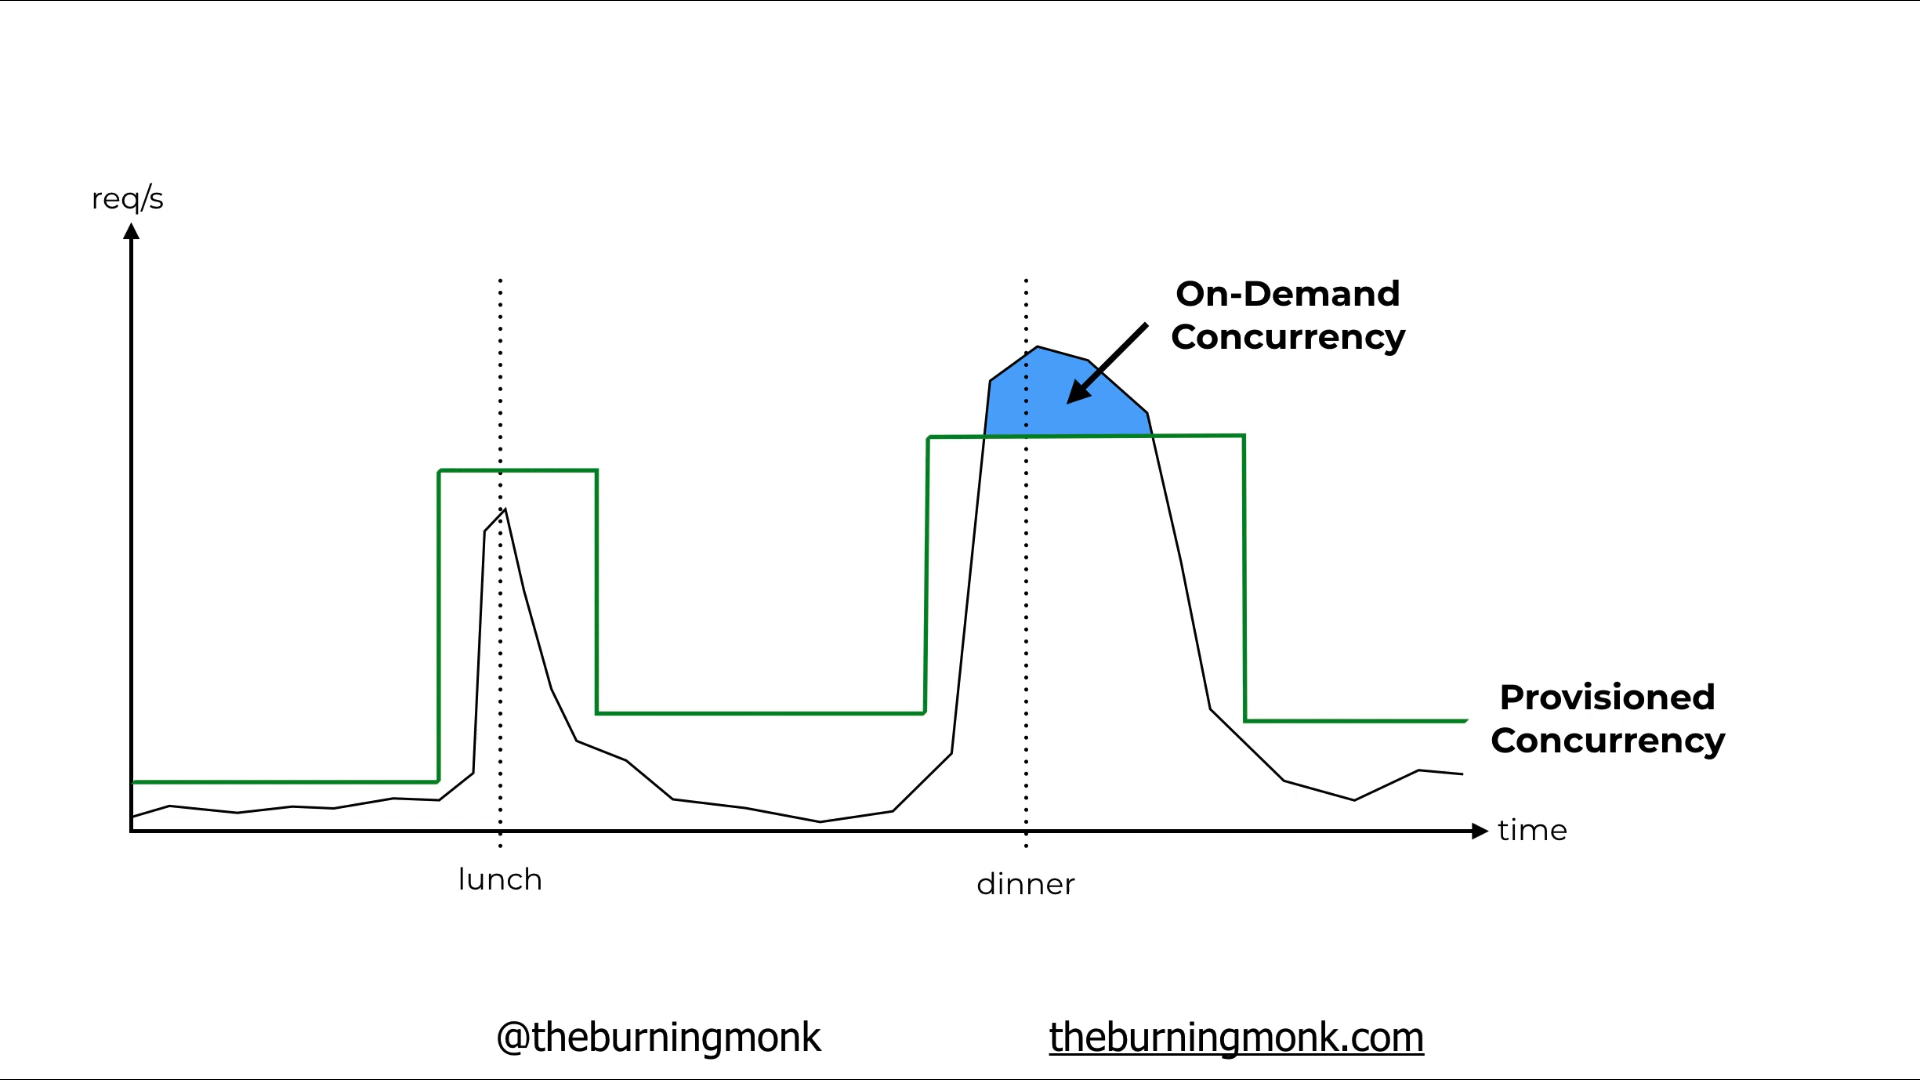 req/s
On-Demand
Concurrency
Provisioned
Concurrency
time
lunch
dinner
@theburningmonk
theburningmonk.com